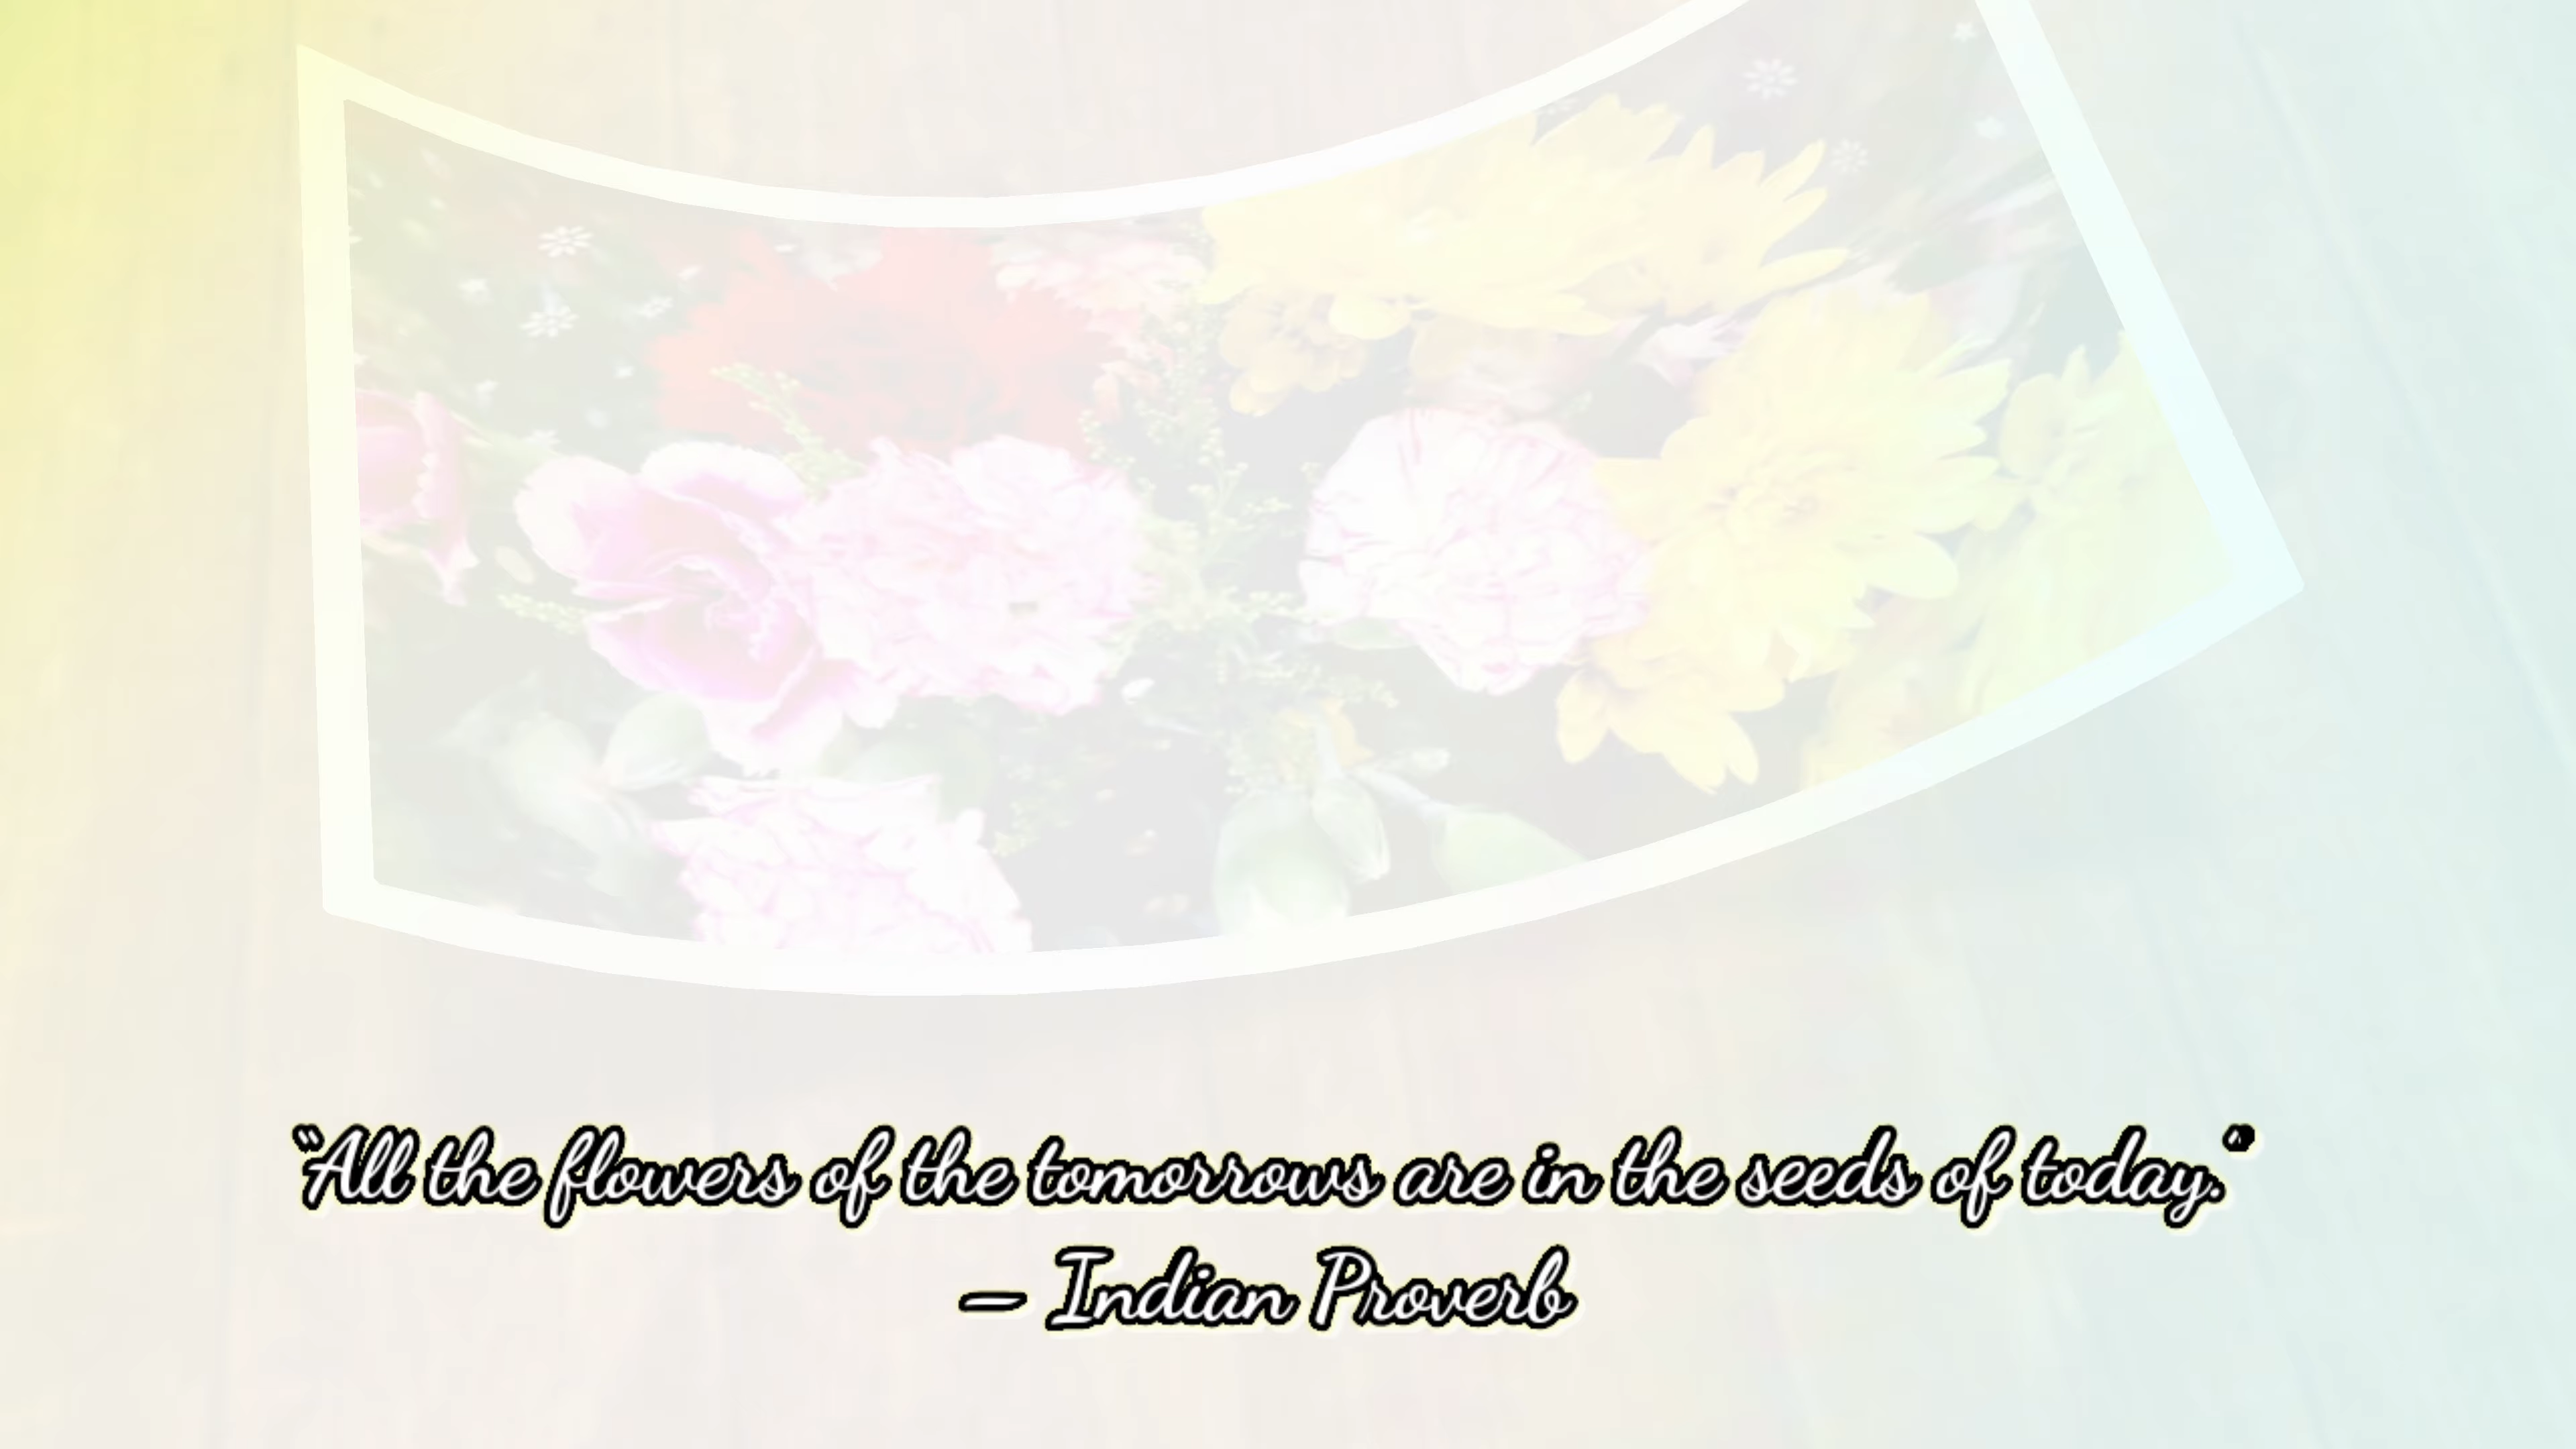 “All the flowers of the tomorrows are in the seeds of today.”
– Indian Proverb